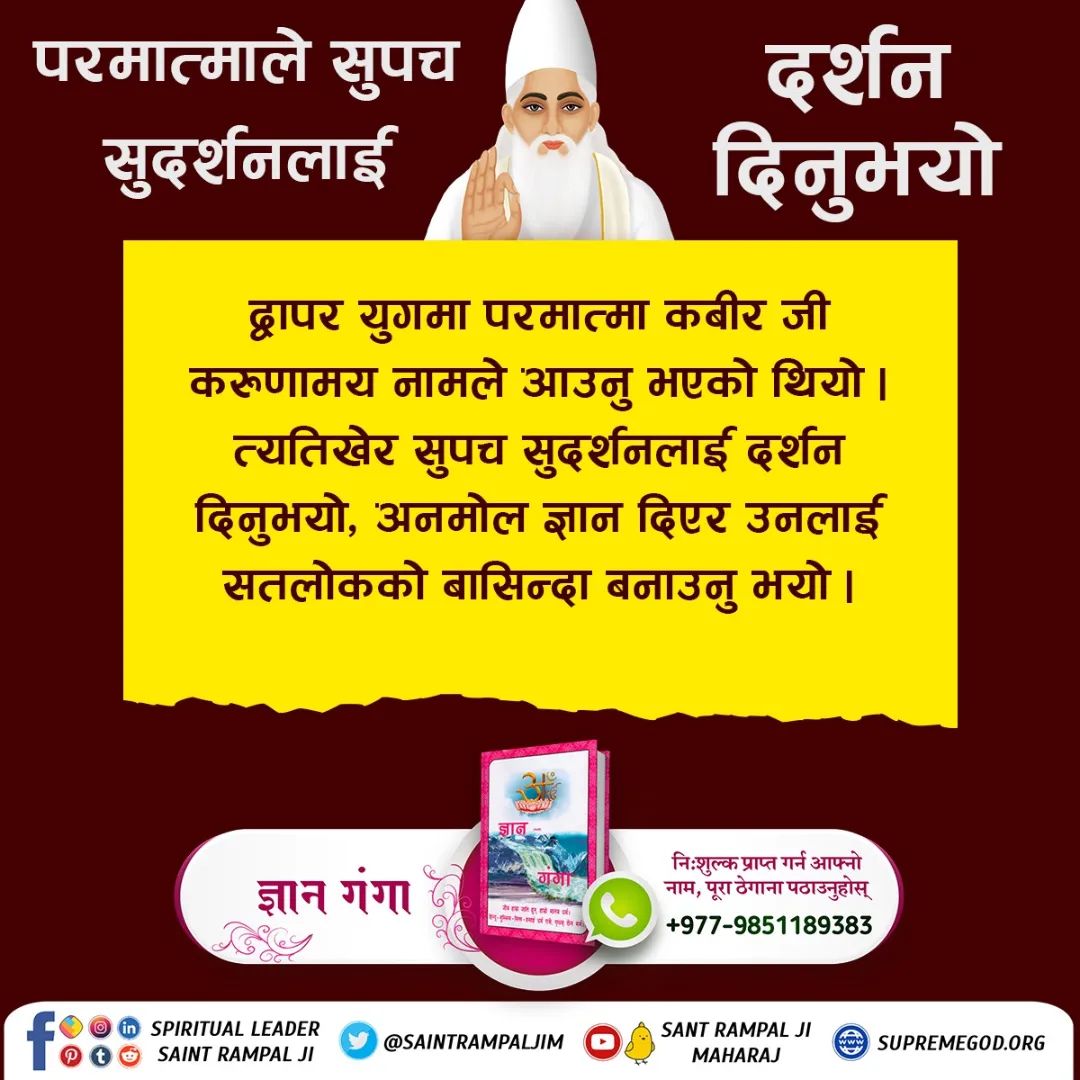 परमात्माले सुपच
सुदर्शनलाई
दर्शन
दिनुभयो
द्वापर युगमा परमात्मा कबीर जी
करूणामय नामले आउनु भएको थियो।
त्यतिखेर सुपच सुदर्शनलाई दर्शन
दिनुभयो, अनमोल ज्ञान दिएर उनलाई
सतलोकको बासिन्दा बनाउनु भयो।
ज्ञान गंगा
ज्ञान -
गंगा
निःशुल्क प्राप्त गर्न आफ्नो
नाम, पूरा ठेगाना पठाउनुहोस्
+977-9851189383
SPIRITUAL LEADER
SAINT RAMPAL JI
@SAINTRAMPALJIM
SANT RAMPAL JI
MAHARAJ
SUPREMEGOD.ORG